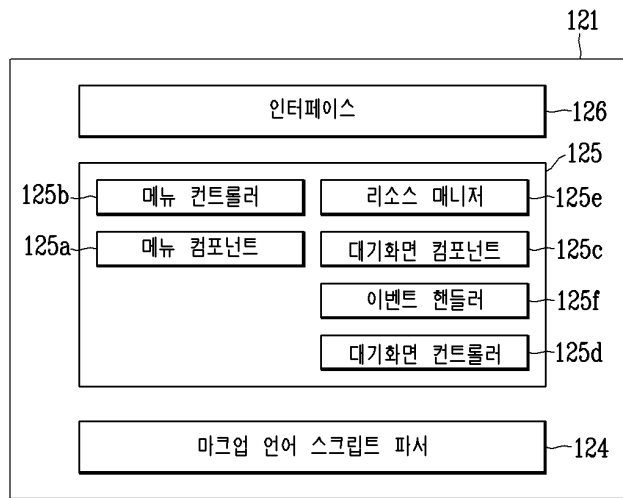 121
인터페이스
126
125
125b
메뉴 컨트롤러
리소스 매니저
125e
125a
메뉴 컴포넌트
대기화면 컴포넌트
125c
이벤트 핸들러
125f
대기화면 컨트롤러
125d
마크업 언어 스크립트 파서
124